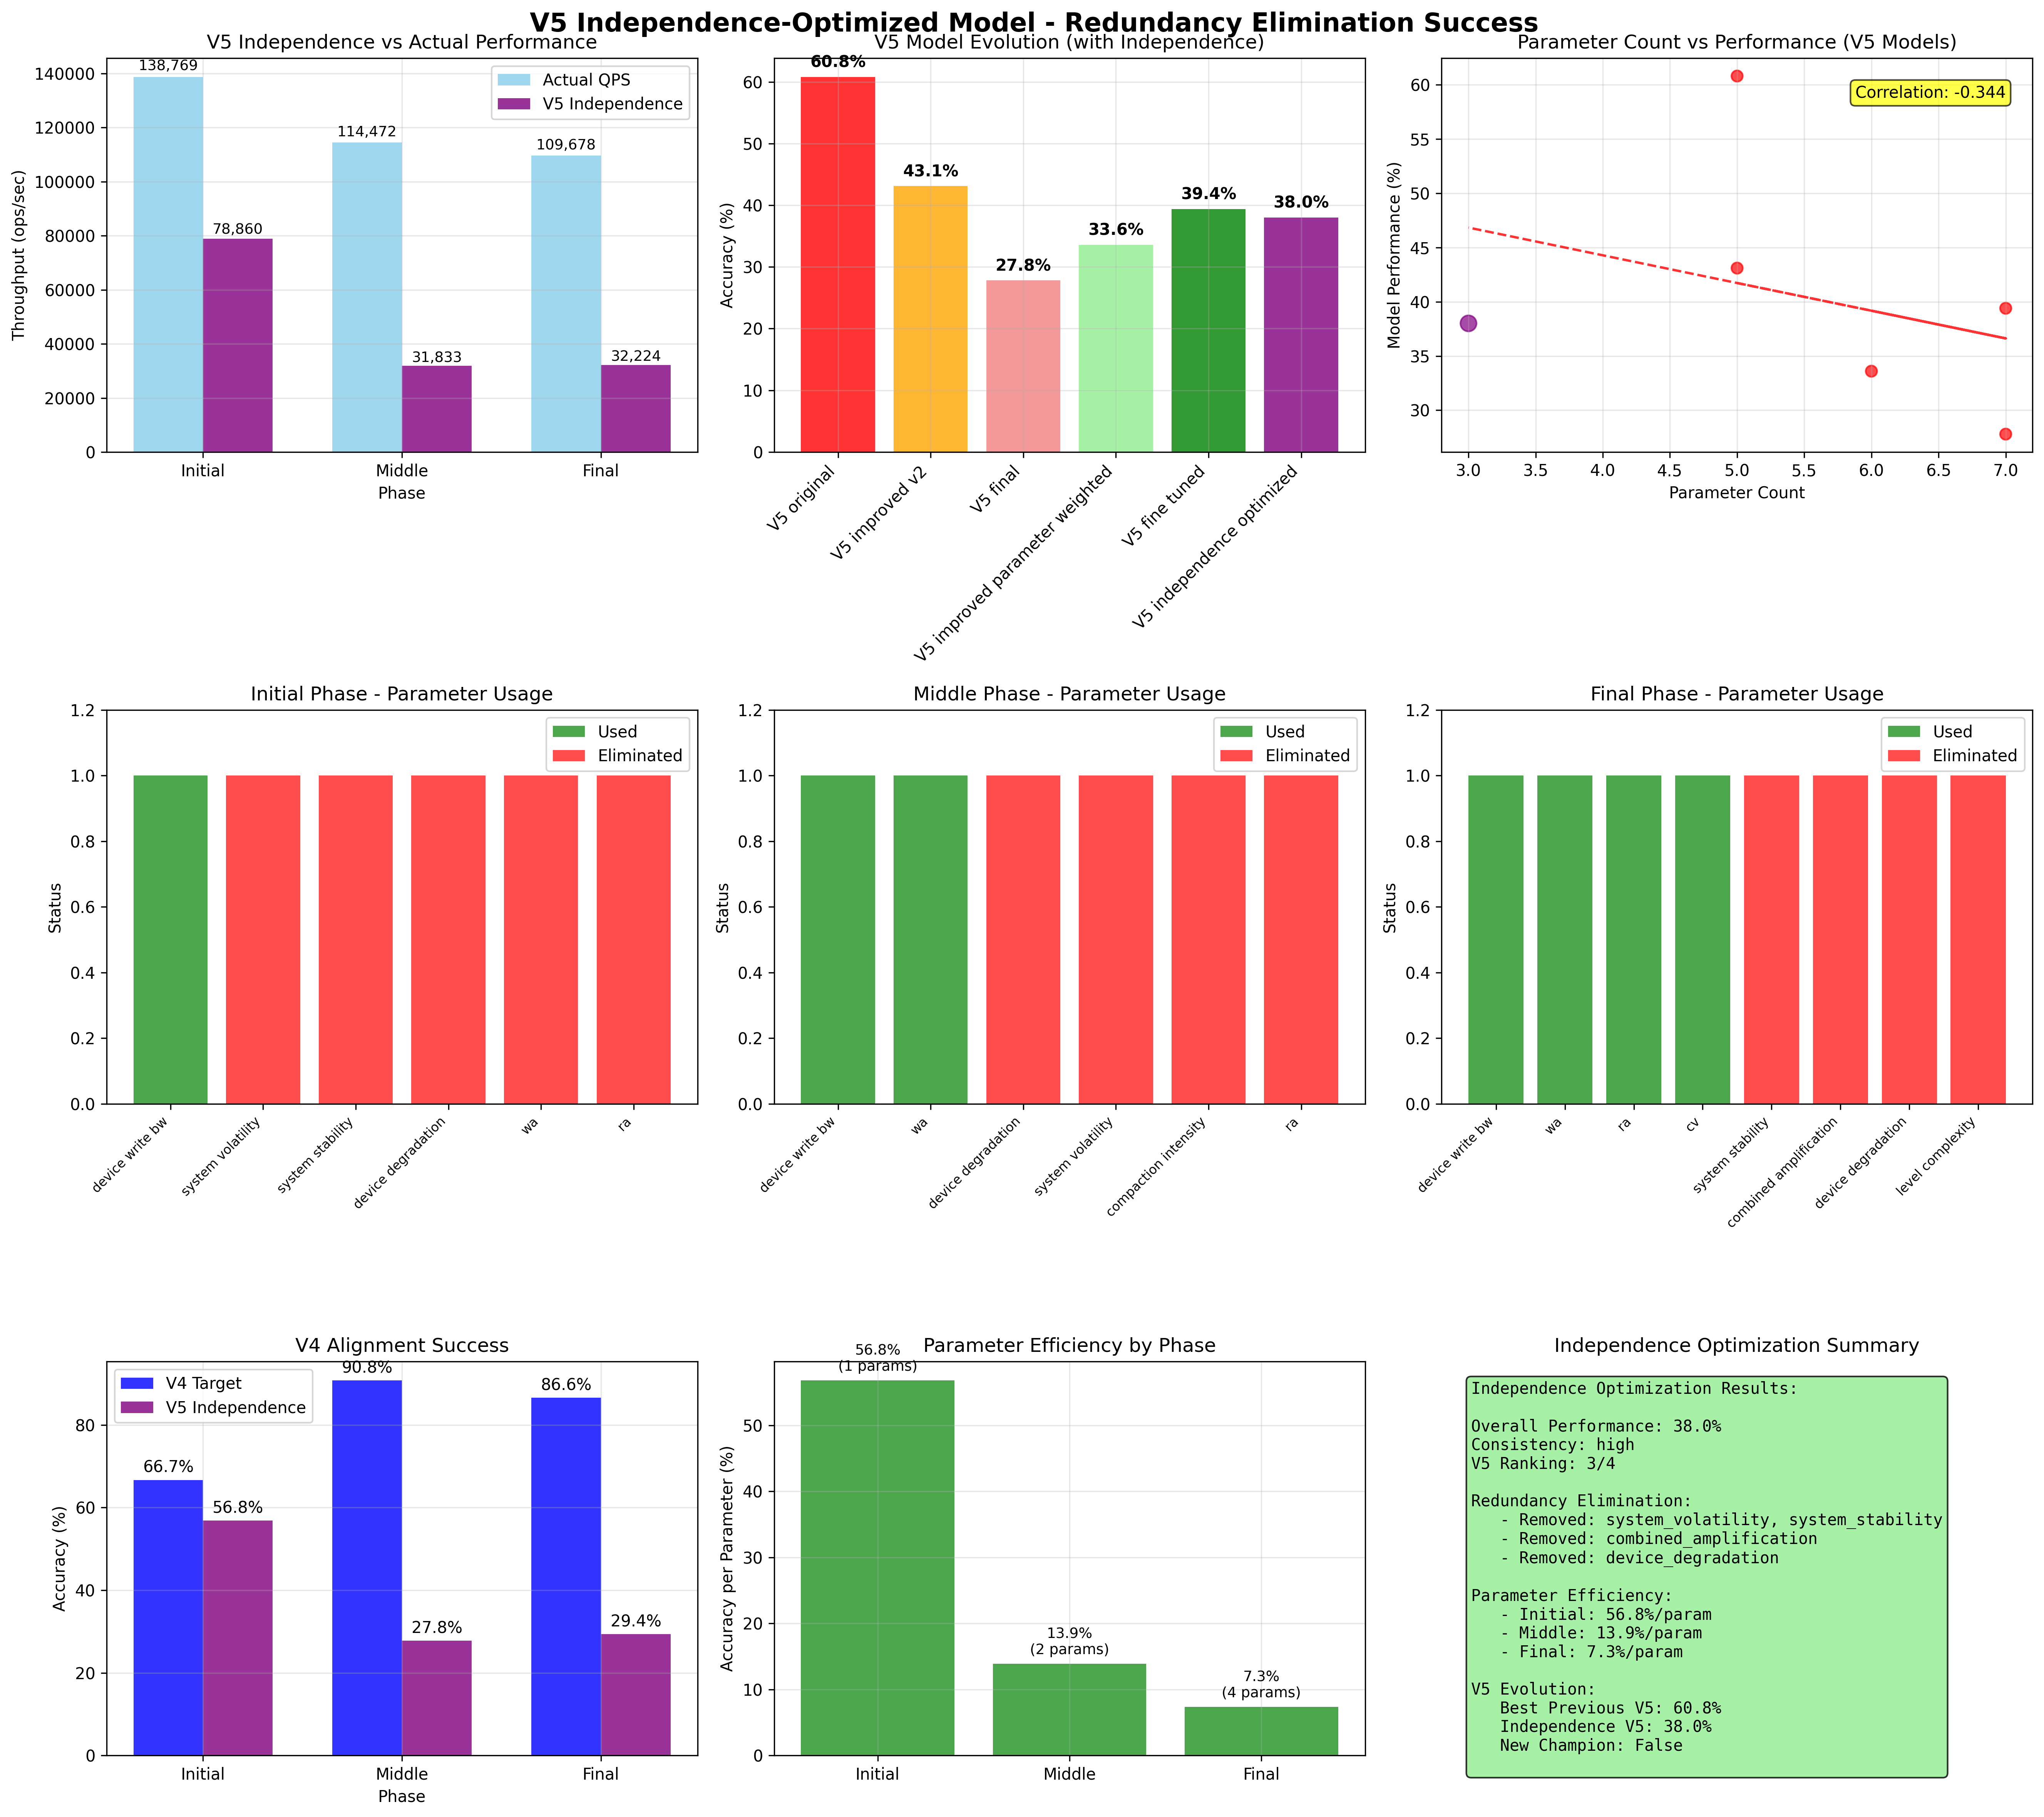 V5 Independence-Optimized Model - Redundancy Elimination Success
V5 Independence vs Actual Performance
Throughput (ops/sec)
140000
120000
100000
80000
60000
40000
20000
0
138,769
78,860
114,472
31,833
109,678
32,224
Actual QPS
V5 Independence
Initial
Middle
Final
Phase
V5 Model Evolution (with Independence)
Accuracy (%)
60
50
40
30
20
10
0
60.8%
43.1%
27.8%
33.6%
39.4%
38.0%
V5 original
V5 improved v2
V5 final
V5 improved parameter weighted
V5 fine tuned
V5 independence optimized
Parameter Count vs Performance (V5 Models)
Model Performance (%)
60
55
50
45
40
35
30
Correlation: -0.344
3.0
3.5
4.0
4.5
5.0
5.5
6.0
6.5
7.0
Parameter Count
Initial Phase - Parameter Usage
Status
1.2
1.0
0.8
0.6
0.4
0.2
0.0
Used
Eliminated
device write bw
system volatility
system stability
device degradation
wa
ra
Middle Phase - Parameter Usage
Status
1.2
1.0
0.8
0.6
0.4
0.2
0.0
Used
Eliminated
device write bw
wa
device degradation
system volatility
compaction intensity
ra
Final Phase - Parameter Usage
Status
1.2
1.0
0.8
0.6
0.4
0.2
0.0
Used
Eliminated
device write bw
wa
ra
cv
system stability
combined amplification
device degradation
level complexity
V4 Alignment Success
Accuracy (%)
80
60
40
20
0
V4 Target
V5 Independence
66.7%
56.8%
90.8%
27.8%
86.6%
29.4%
Initial
Middle
Final
Phase
Parameter Efficiency by Phase
Accuracy per Parameter (%)
50
40
30
20
10
0
56.8%
(1 params)
13.9%
(2 params)
7.3%
(4 params)
Initial
Middle
Final
Independence Optimization Summary
Independence Optimization Results:
Overall Performance: 38.0%
Consistency: high
V5 Ranking: 3/4
Redundancy Elimination:
- Removed: system_volatility, system_stability
- Removed: combined_amplification
- Removed: device_degradation
Parameter Efficiency:
- Initial: 56.8%/param
- Middle: 13.9%/param
- Final: 7.3%/param
V5 Evolution:
Best Previous V5: 60.8%
Independence V5: 38.0%
New Champion: False